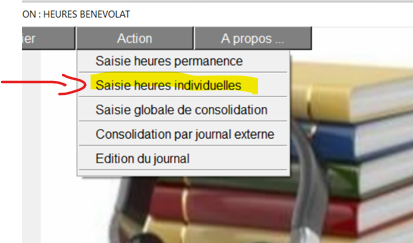 ON : HEURES BENEVOLAT
er Action A propos ...
Saisie heures permanence
Saisie heures individuelles
Saisie globale de consolidation
Consolidation par journal externe
Edition du journal